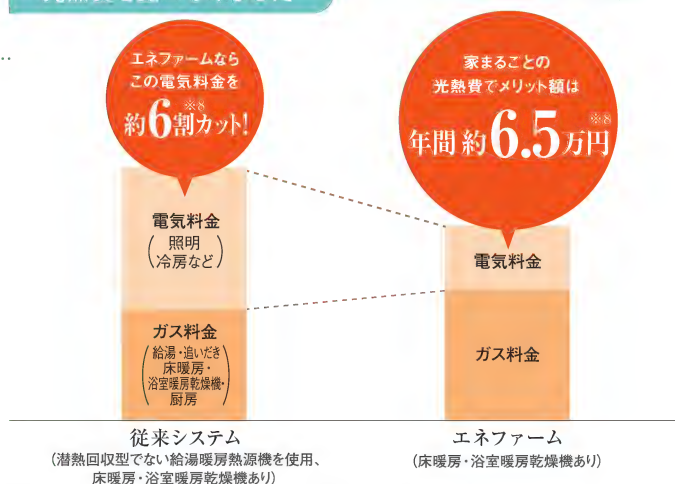 エネファームなら
この電気料金を
約6割カット!※8
家まるごとの
光熱費でメリット額は
年間 約6.5万円※8
電気料金
(照明
冷房など)
ガス料金
(給湯・追いだき
床暖房・
浴室暖房乾燥機・
厨房)
電気料金
ガス料金
従来システム
(潜熱回収型でない給湯暖房熱源機を使用、
床暖房・浴室暖房乾燥機あり)
エネファーム
(床暖房・浴室暖房乾燥機あり)